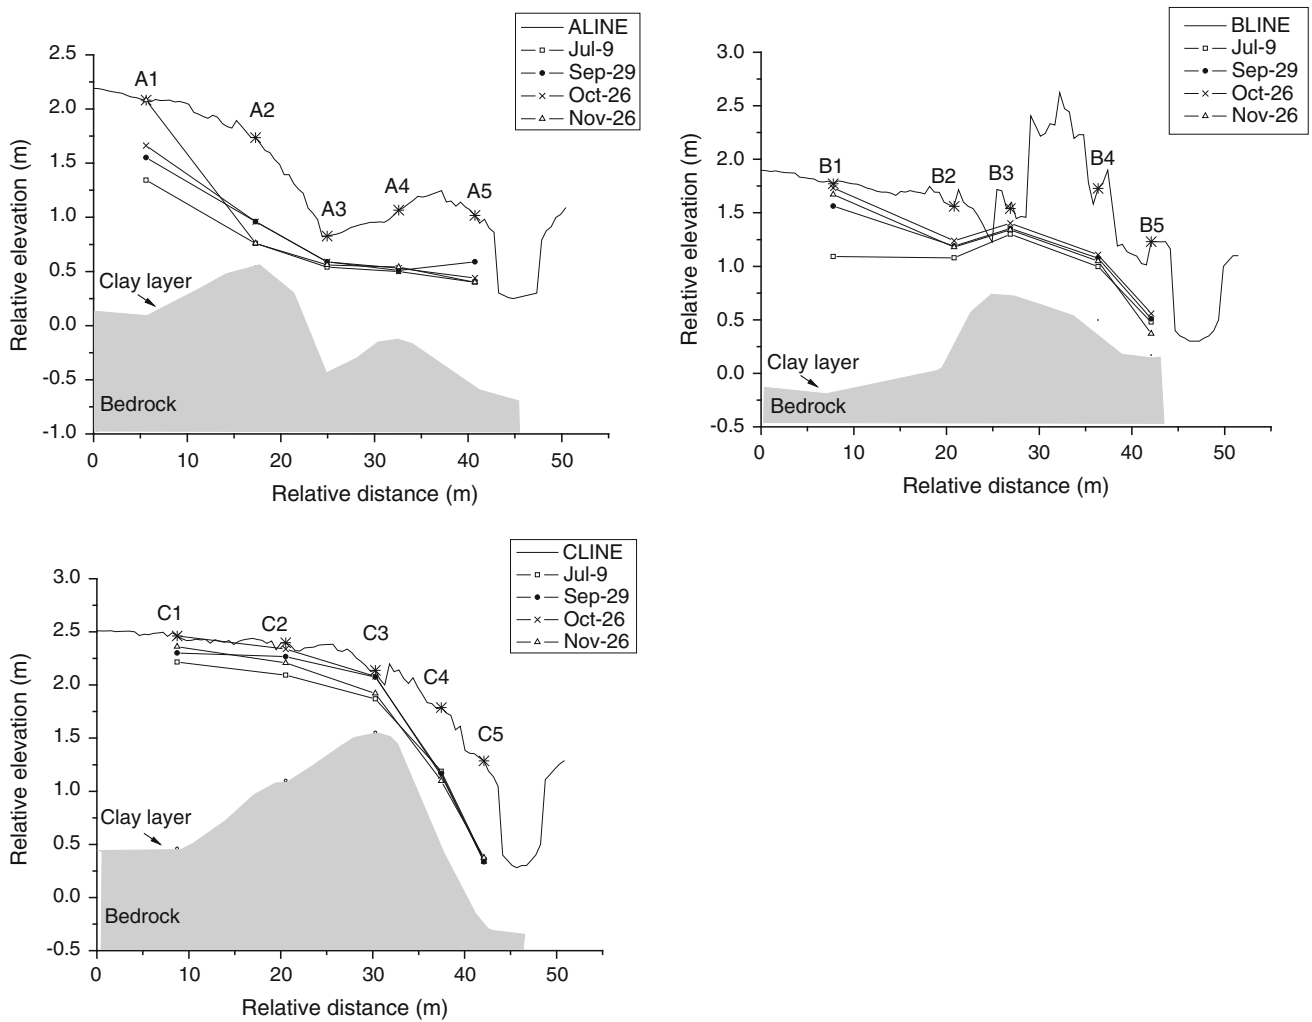 ALINE
Jul-9
Sep-29
Oct-26
Nov-26
2.5
2.0
1.5
1.0
0.5
0.0
-0.5
-1.0
Relative elevation (m)
A1
A2
A3
A4
A5
Clay layer
Bedrock
0
10
20
30
40
50
Relative distance (m)
BLINE
Jul-9
Sep-29
Oct-26
Nov-26
3.0
2.5
2.0
1.5
1.0
0.5
0.0
-0.5
Relative elevation (m)
B1
B2
B3
B4
B5
Clay layer
Bedrock
0
10
20
30
40
50
Relative distance (m)
CLINE
Jul-9
Sep-29
Oct-26
Nov-26
3.0
2.5
2.0
1.5
1.0
0.5
0.0
-0.5
Relative elevation (m)
C1
C2
C3
C4
C5
Clay layer
Bedrock
0
10
20
30
40
50
Relative distance (m)